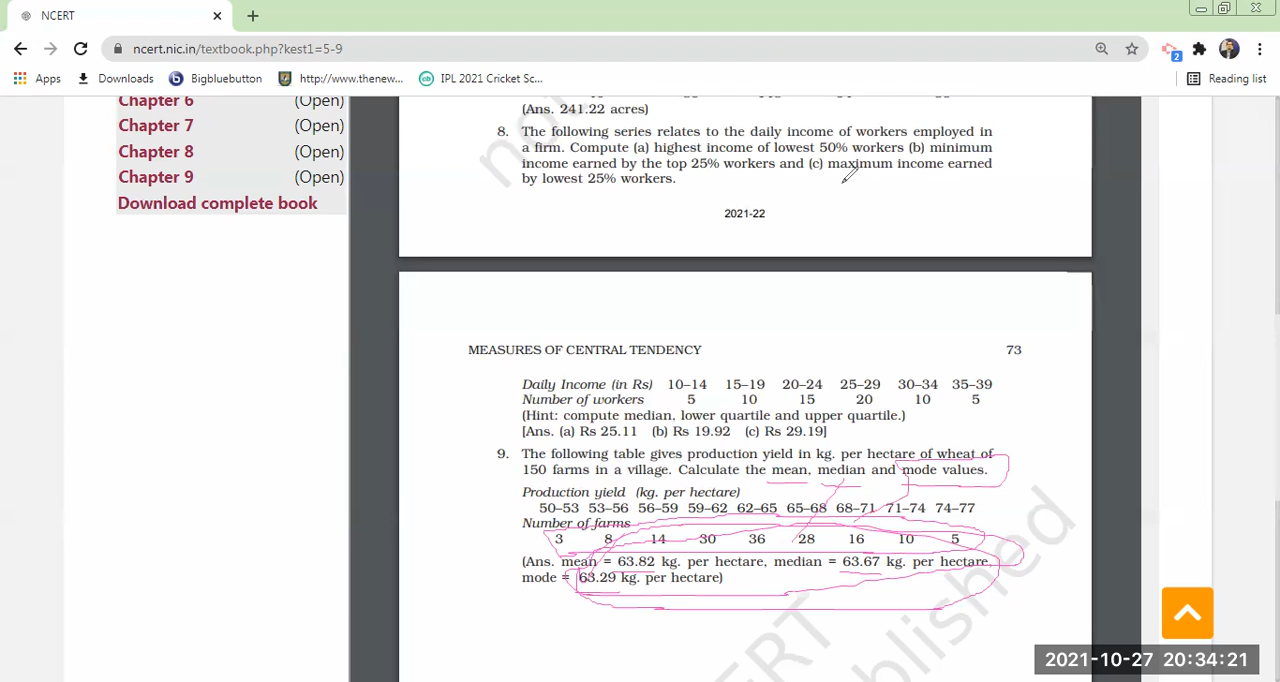 NCERT
ncert.nic.in/textbook.php?kest1=5-9
2
Apps Downloads Bigbluebutton http://www.thenew... IPL 2021 Cricket Sc... Reading list
Chapter 6 (Open)
Chapter 7 (Open)
Chapter 8 (Open)
Chapter 9 (Open)
Download complete book
(Ans. 241.22 acres)
8. The following series relates to the daily income of workers employed in
a firm. Compute (a) highest income of lowest 50% workers (b) minimum
income earned by the top 25% workers and (c) maximum income earned
by lowest 25% workers.
2021-22
MEASURES OF CENTRAL TENDENCY 73
Daily Income (in Rs) 10–14 15–19 20–24 25–29 30–34 35–39
Number of workers 5 10 15 20 10 5
(Hint: compute median, lower quartile and upper quartile.)
[Ans. (a) Rs 25.11 (b) Rs 19.92 (c) Rs 29.19]
9. The following table gives production yield in kg. per hectare of wheat of
150 farms in a village. Calculate the mean, median and mode values.
Production yield (kg. per hectare)
50–53 53–56 56–59 59–62 62–65 65–68 68–71 71–74 74–77
Number of farms
3 8 14 30 36 28 16 10 5
(Ans. mean = 63.82 kg. per hectare, median = 63.67 kg. per hectare,
mode = 63.29 kg. per hectare)
2021-10-27 20:34:21